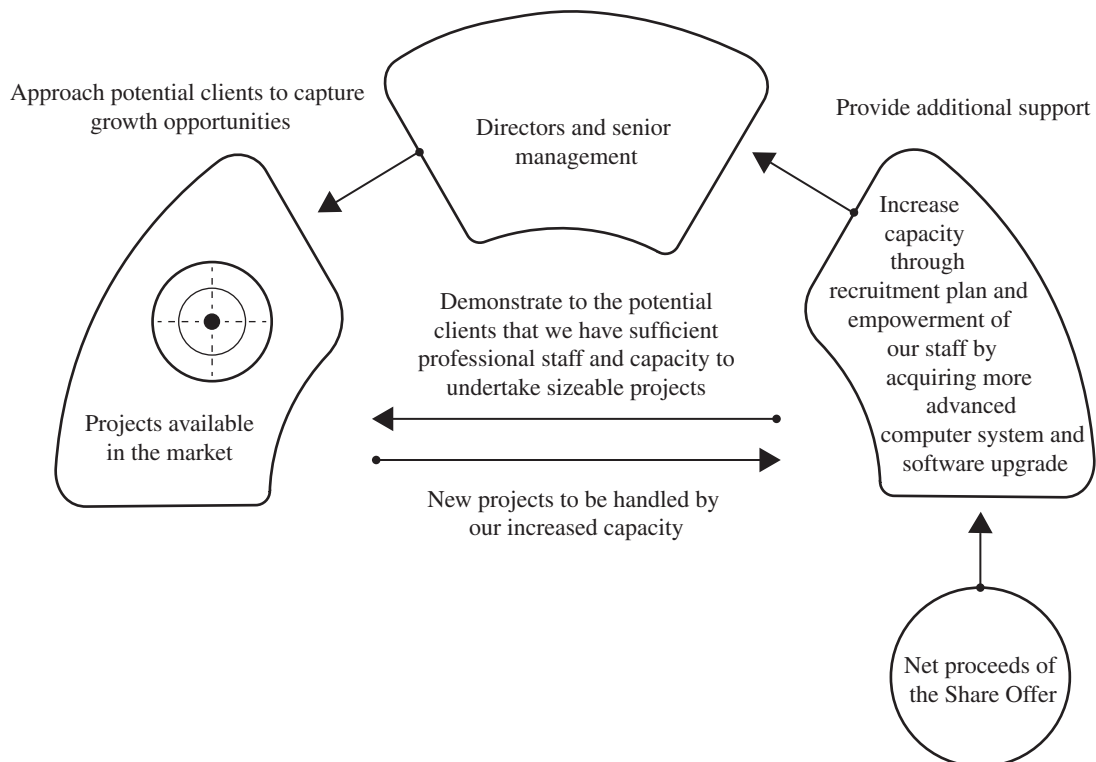 Approach potential clients to capture
growth opportunities
Directors and senior
management
Provide additional support
Increase
capacity
through
recruitment plan and
empowerment of
our staff by
acquiring more
advanced
computer system and
software upgrade
Demonstrate to the potential
clients that we have sufficient
professional staff and capacity to
undertake sizeable projects
Projects available
in the market
New projects to be handled by
our increased capacity
Net proceeds of
the Share Offer